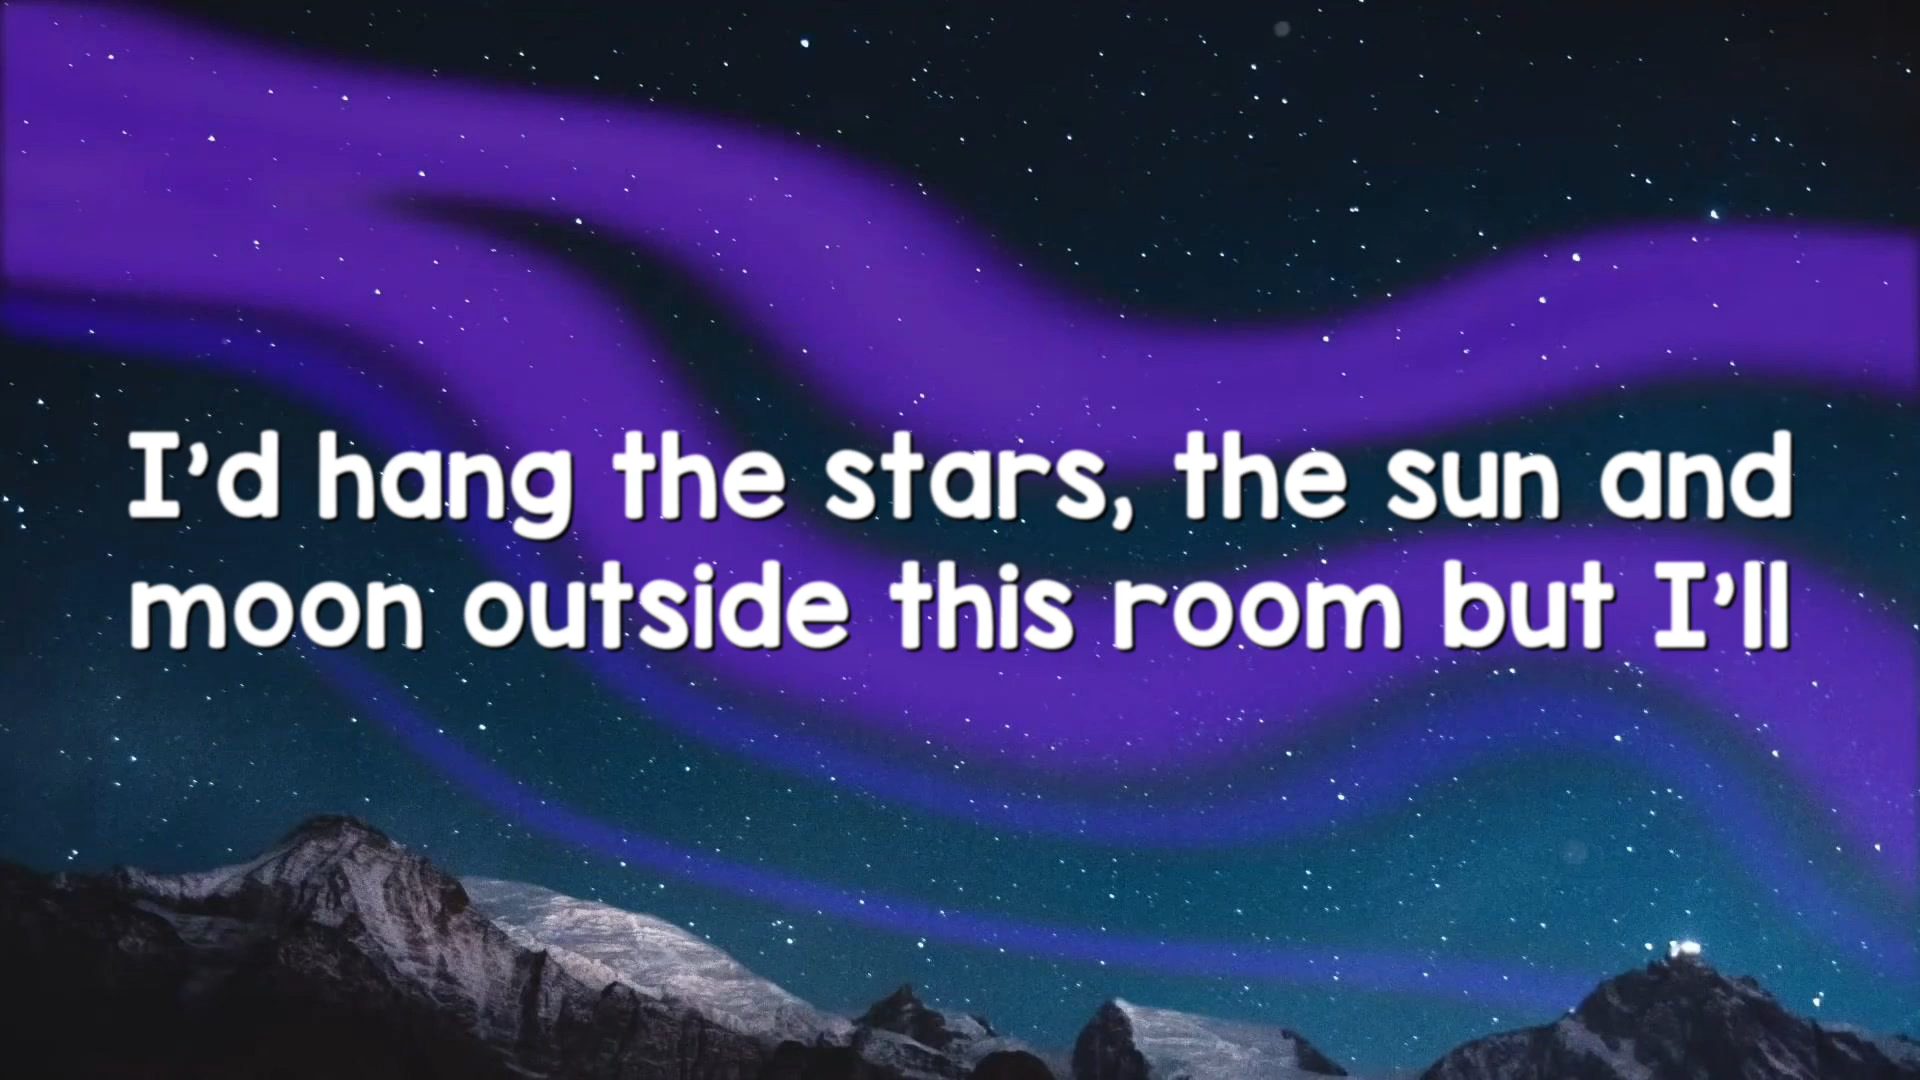 I’d hang the stars, the sun and
moon outside this room but I’ll